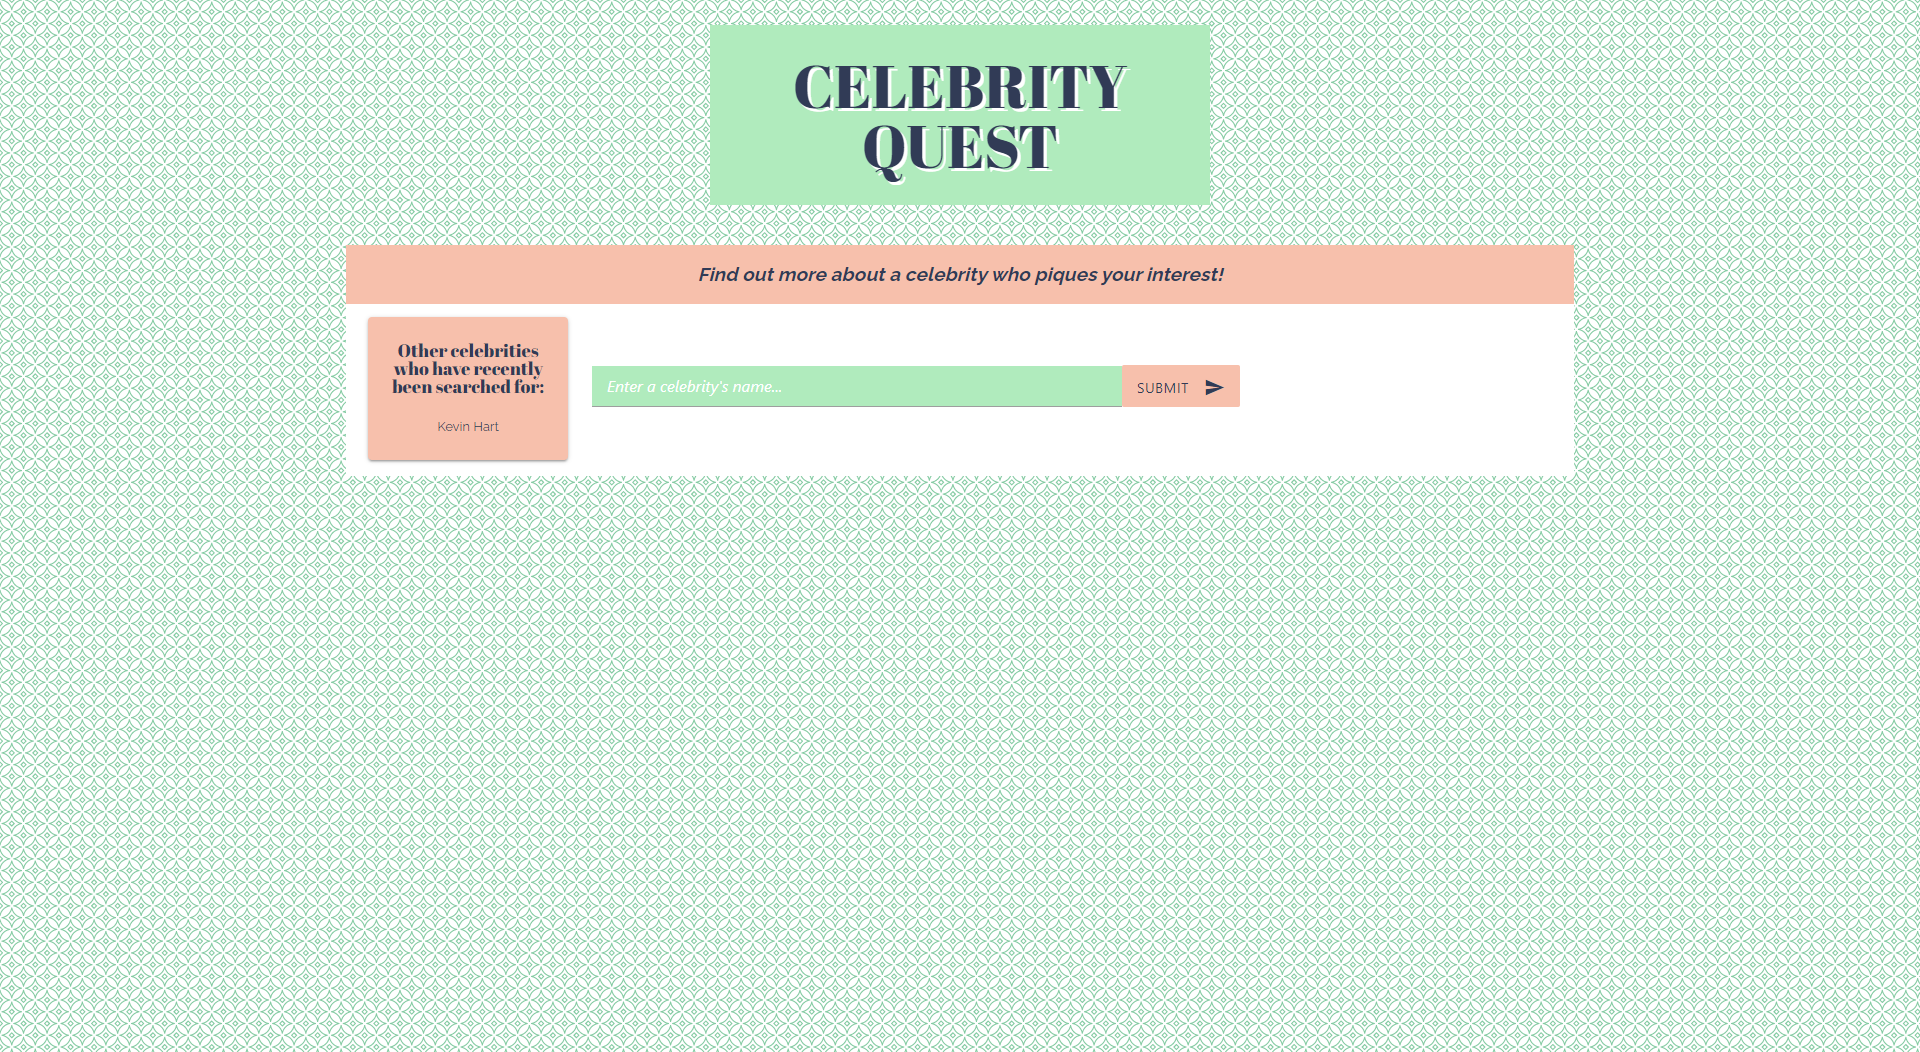 CELEBRITY
QUEST
Find out more about a celebrity who piques your interest!
Other celebrities
who have recently
been searched for:
Kevin Hart
Enter a celebrity's name...
SUBMIT